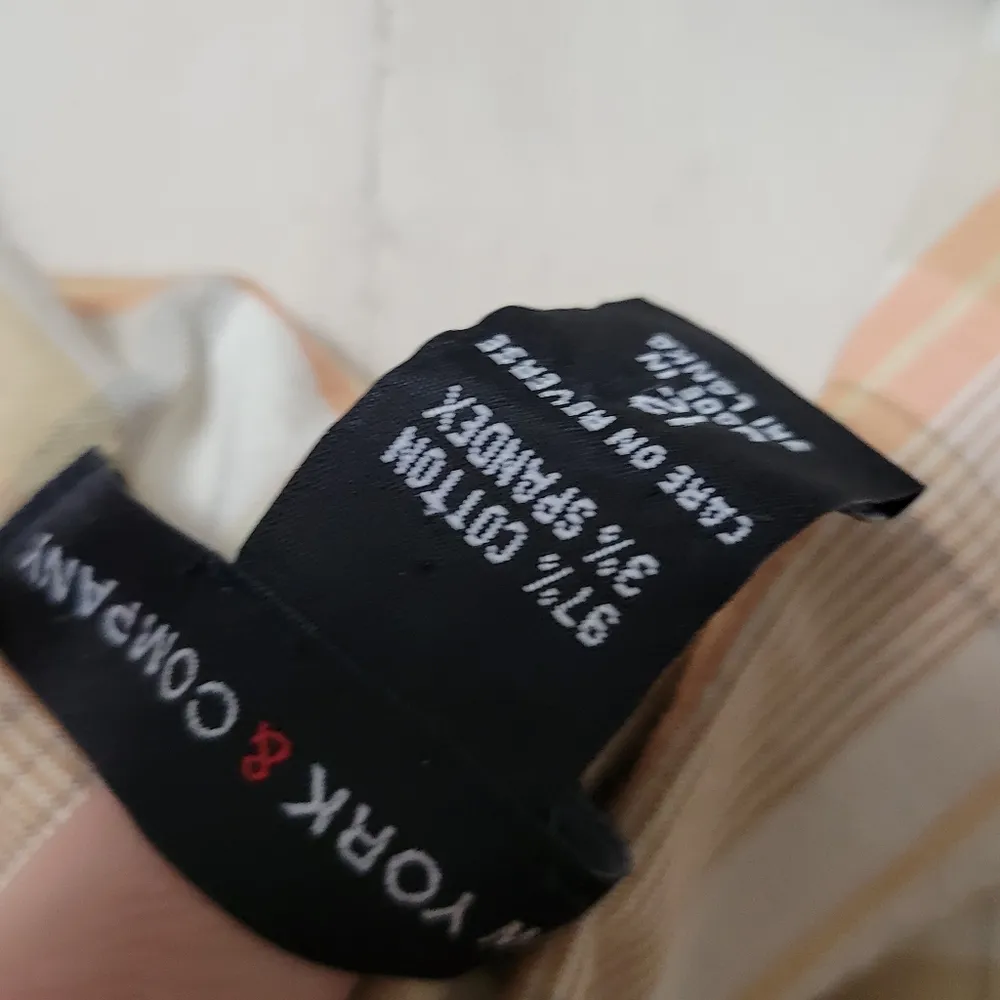 W YORK & COMPANY
97% COTTON
3% SPANDEX.
CARE ON REVERSE
12
MADE IN
SRI LANKA